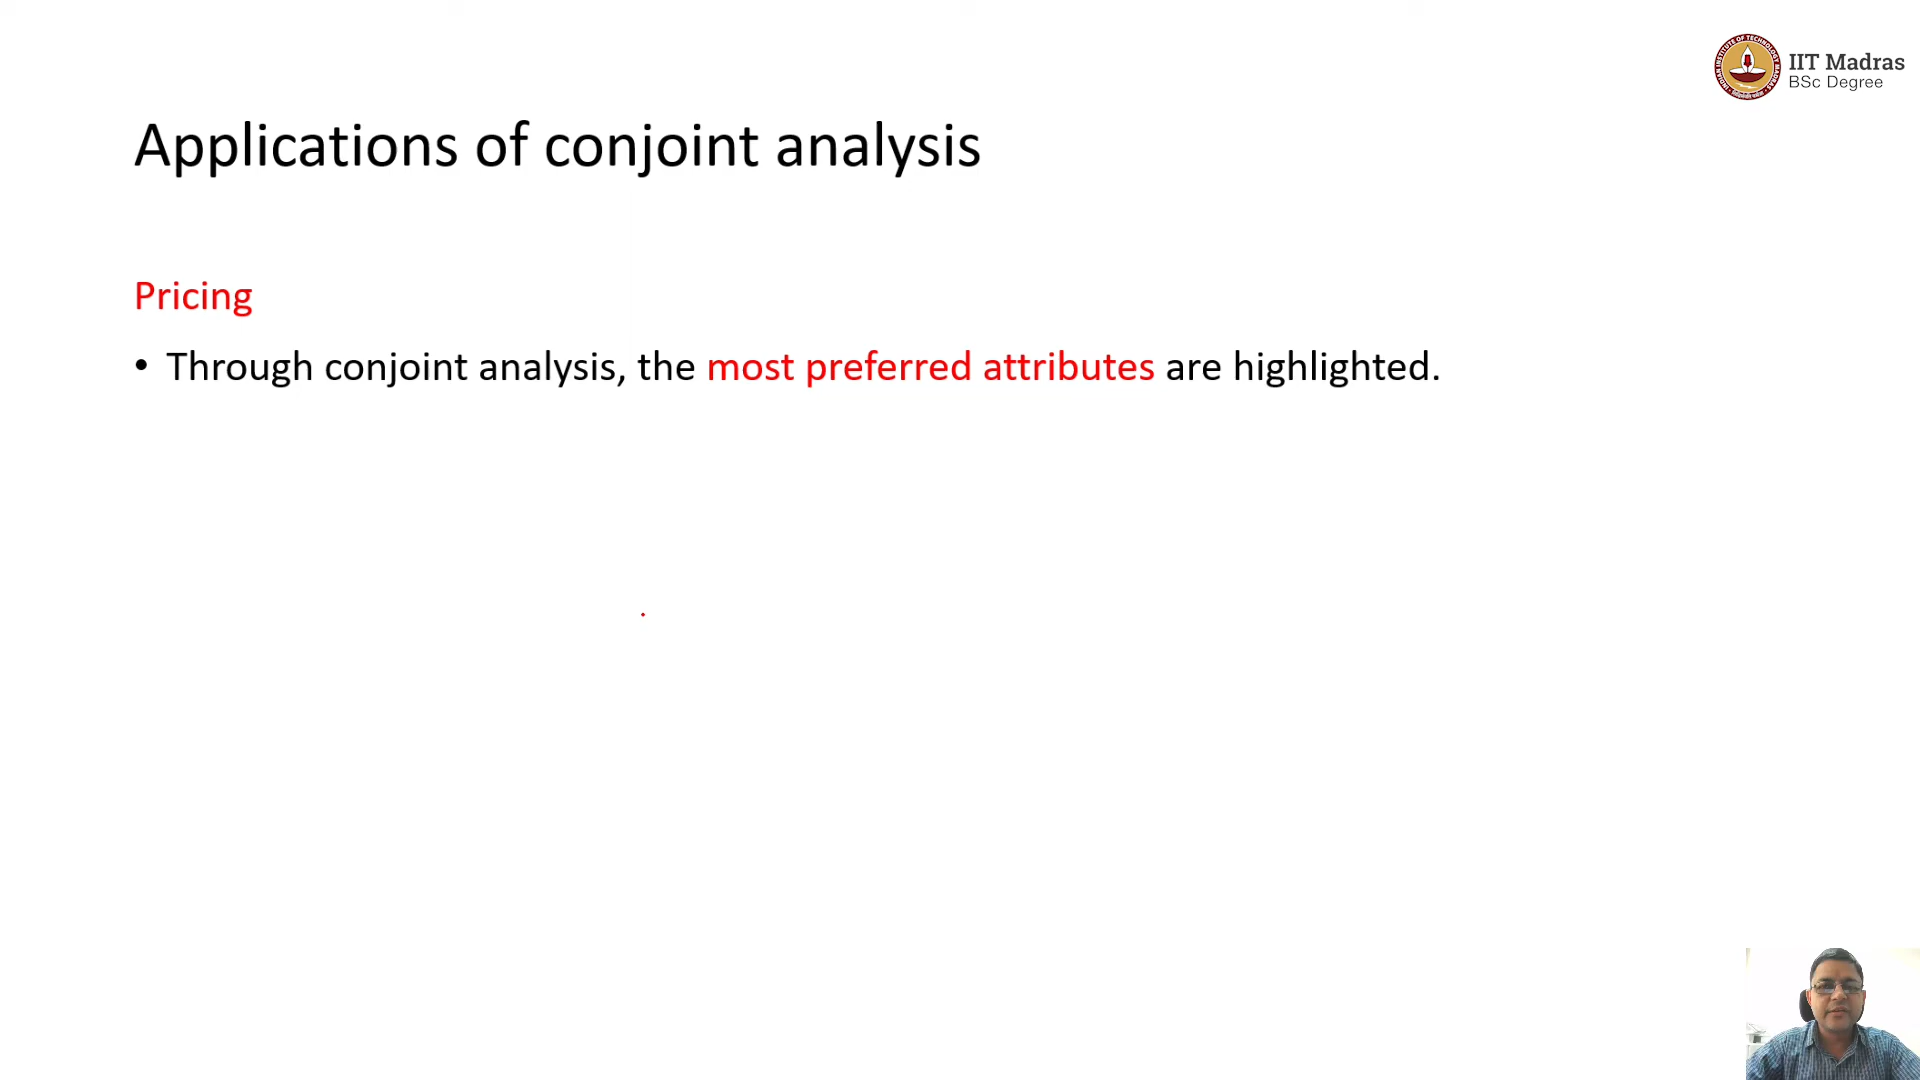 IIT Madras
BSc Degree
Applications of conjoint analysis
Pricing
• Through conjoint analysis, the most preferred attributes are highlighted.